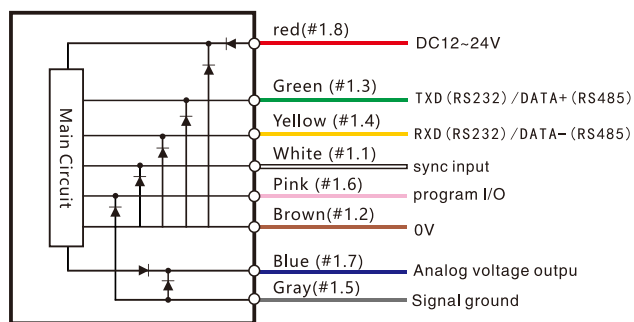 red(#1.8) DC12~24V
Green (#1.3) TXD(RS232)/DATA+(RS485)
Yellow (#1.4) RXD(RS232)/DATA-(RS485)
White (#1.1) sync input
Pink (#1.6) program I/O
Brown(#1.2) 0V
Blue (#1.7) Analog voltage outpu
Gray(#1.5) Signal ground
Main Circuit